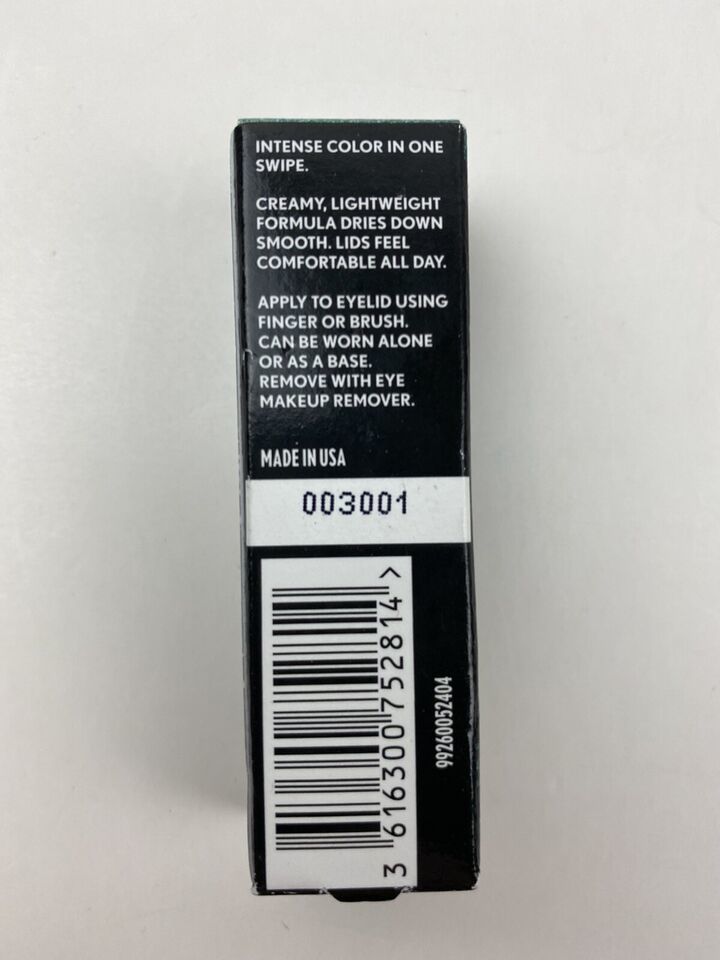 INTENSE COLOR IN ONE
SWIPE.
CREAMY, LIGHTWEIGHT
FORMULA DRIES DOWN
SMOOTH. LIDS FEEL
COMFORTABLE ALL DAY.
APPLY TO EYELID USING
FINGER OR BRUSH.
CAN BE WORN ALONE
OR AS A BASE.
REMOVE WITH EYE
MAKEUP REMOVER.
MADE IN USA
003001
3 616300 752814 >
99260052404